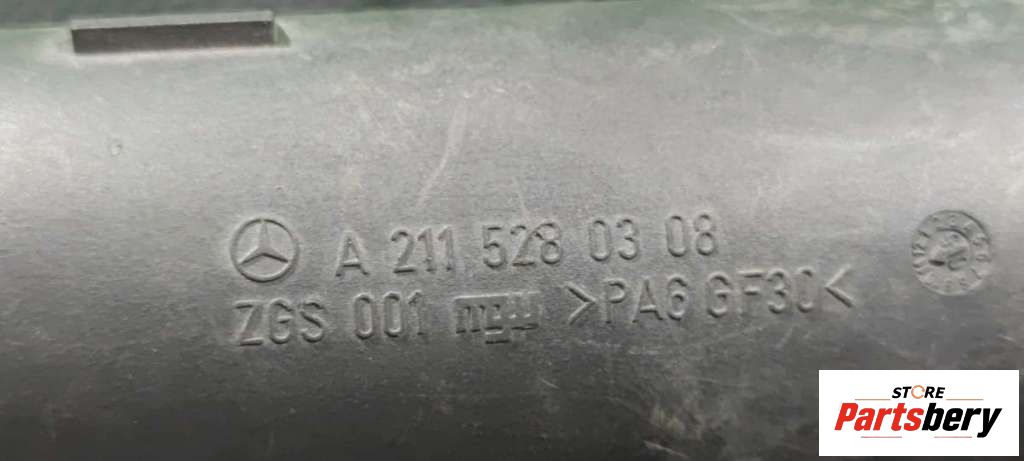 A 211 528 03 08
ZGS 001 >PA6 GF30<
STORE
Partsbery